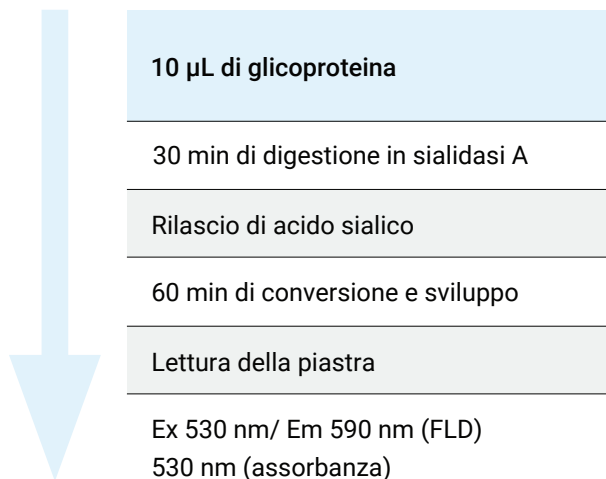 10 µL di glicoproteina
30 min di digestione in sialidasi A
Rilascio di acido sialico
60 min di conversione e sviluppo
Lettura della piastra
Ex 530 nm/ Em 590 nm (FLD)
530 nm (assorbanza)